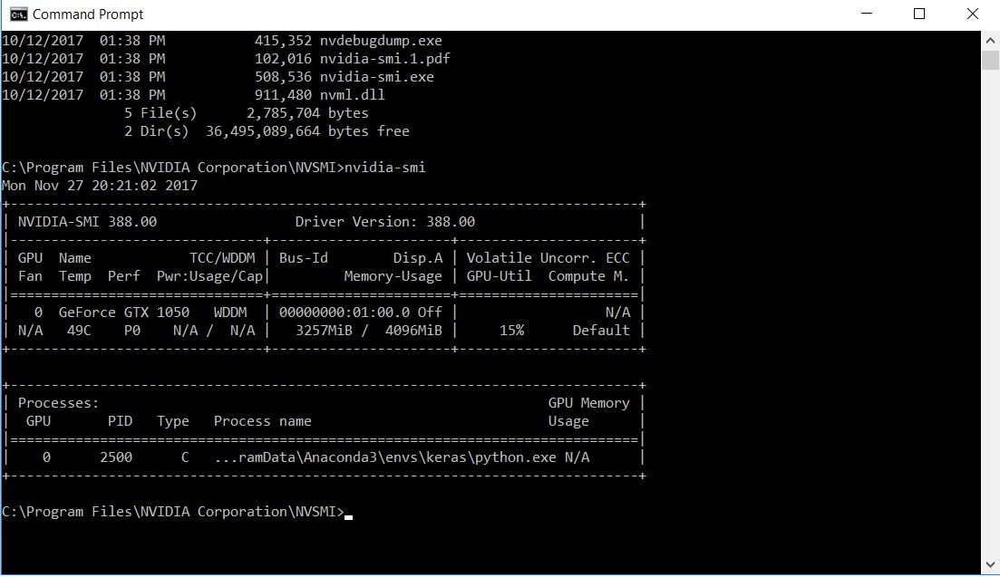 Command Prompt
10/12/2017  01:38 PM           415,352 nvdebugdump.exe
10/12/2017  01:38 PM           102,016 nvidia-smi.1.pdf
10/12/2017  01:38 PM           508,536 nvidia-smi.exe
10/12/2017  01:38 PM           911,480 nvml.dll
               5 File(s)      2,785,704 bytes
               2 Dir(s)  36,495,089,664 bytes free
C:\Program Files\NVIDIA Corporation\NVSMI>nvidia-smi
Mon Nov 27 20:21:02 2017
+-----------------------------------------------------------------------------+
| NVIDIA-SMI 388.00                 Driver Version: 388.00                    |
|-------------------------------+----------------------+----------------------+
| GPU  Name            TCC/WDDM | Bus-Id        Disp.A | Volatile Uncorr. ECC |
| Fan  Temp  Perf  Pwr:Usage/Cap|         Memory-Usage | GPU-Util  Compute M. |
|===============================+======================+======================|
|   0  GeForce GTX 1050   WDDM  | 00000000:01:00.0 Off |                  N/A |
| N/A   49C    P0    N/A /  N/A |   3257MiB /  4096MiB |     15%      Default |
+-------------------------------+----------------------+----------------------+
+-----------------------------------------------------------------------------+
| Processes:                                                       GPU Memory |
|  GPU       PID   Type   Process name                             Usage      |
|=============================================================================|
|    0      2500      C   ...ramData\Anaconda3\envs\keras\python.exe N/A      |
+-----------------------------------------------------------------------------+
C:\Program Files\NVIDIA Corporation\NVSMI>